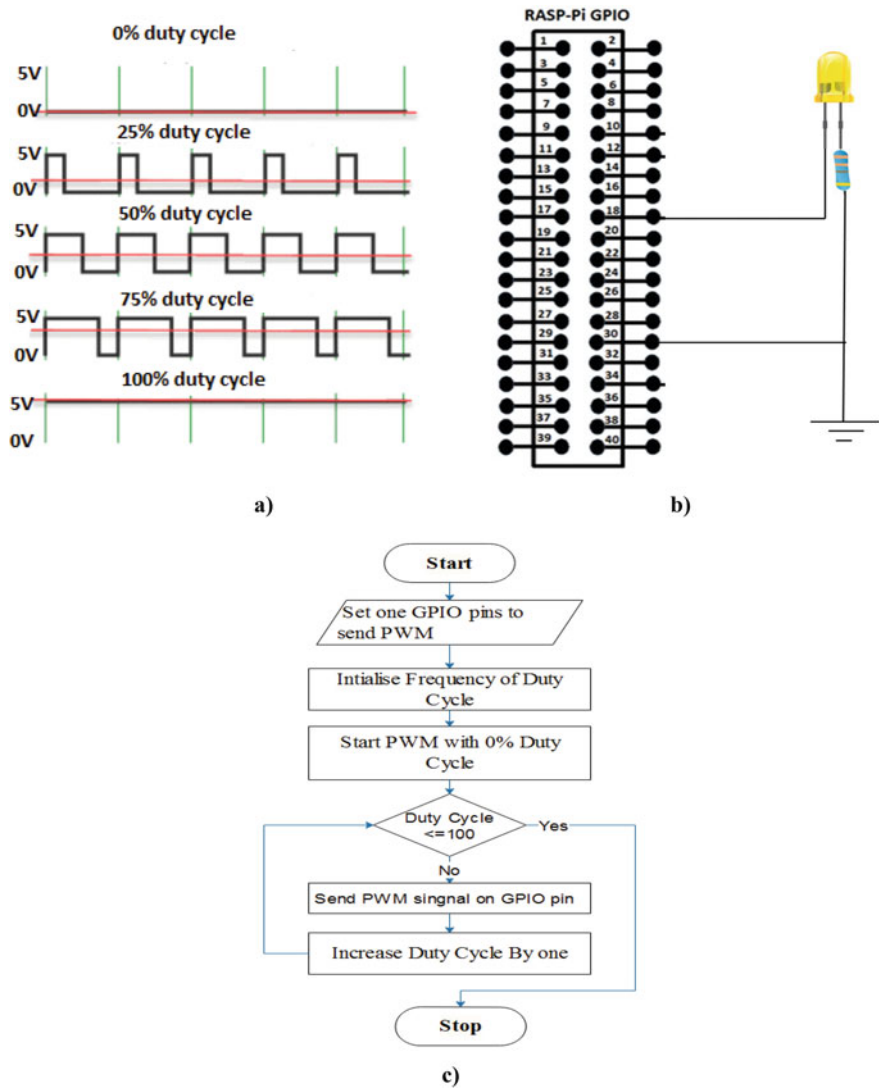 0% duty cycle
5V
0V
25% duty cycle
5V
0V
50% duty cycle
5V
0V
75% duty cycle
5V
0V
100% duty cycle
5V
0V
a)
RASP-Pi GPIO
1 2
3 4
5 6
7 8
9 10
11 12
13 14
15 16
17 18
19 20
21 22
23 24
25 26
27 28
29 30
31 32
33 34
35 36
37 38
39 40
b)
Start
Set one GPIO pins to
send PWM
Intialise Frequency of Duty
Cycle
Start PWM with 0% Duty
Cycle
Duty Cycle
<=100
Yes
No
Send PWM singnal on GPIO pin
Increase Duty Cycle By one
Stop
c)